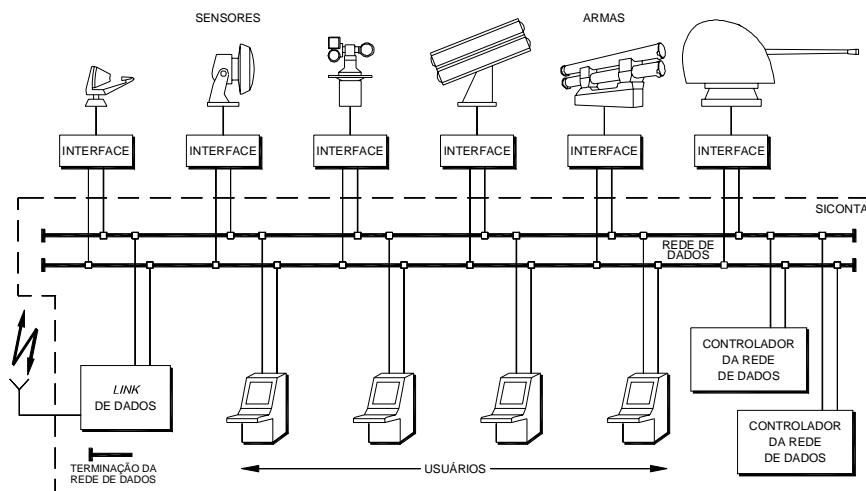 SENSORES
ARMAS
INTERFACE
INTERFACE
INTERFACE
INTERFACE
INTERFACE
INTERFACE
SICONTA
REDE DE
DADOS
LINK
DE DADOS
CONTROLADOR
DA REDE
DE DADOS
CONTROLADOR
DA REDE
DE DADOS
TERMINAÇÃO DA
REDE DE DADOS
USUÁRIOS